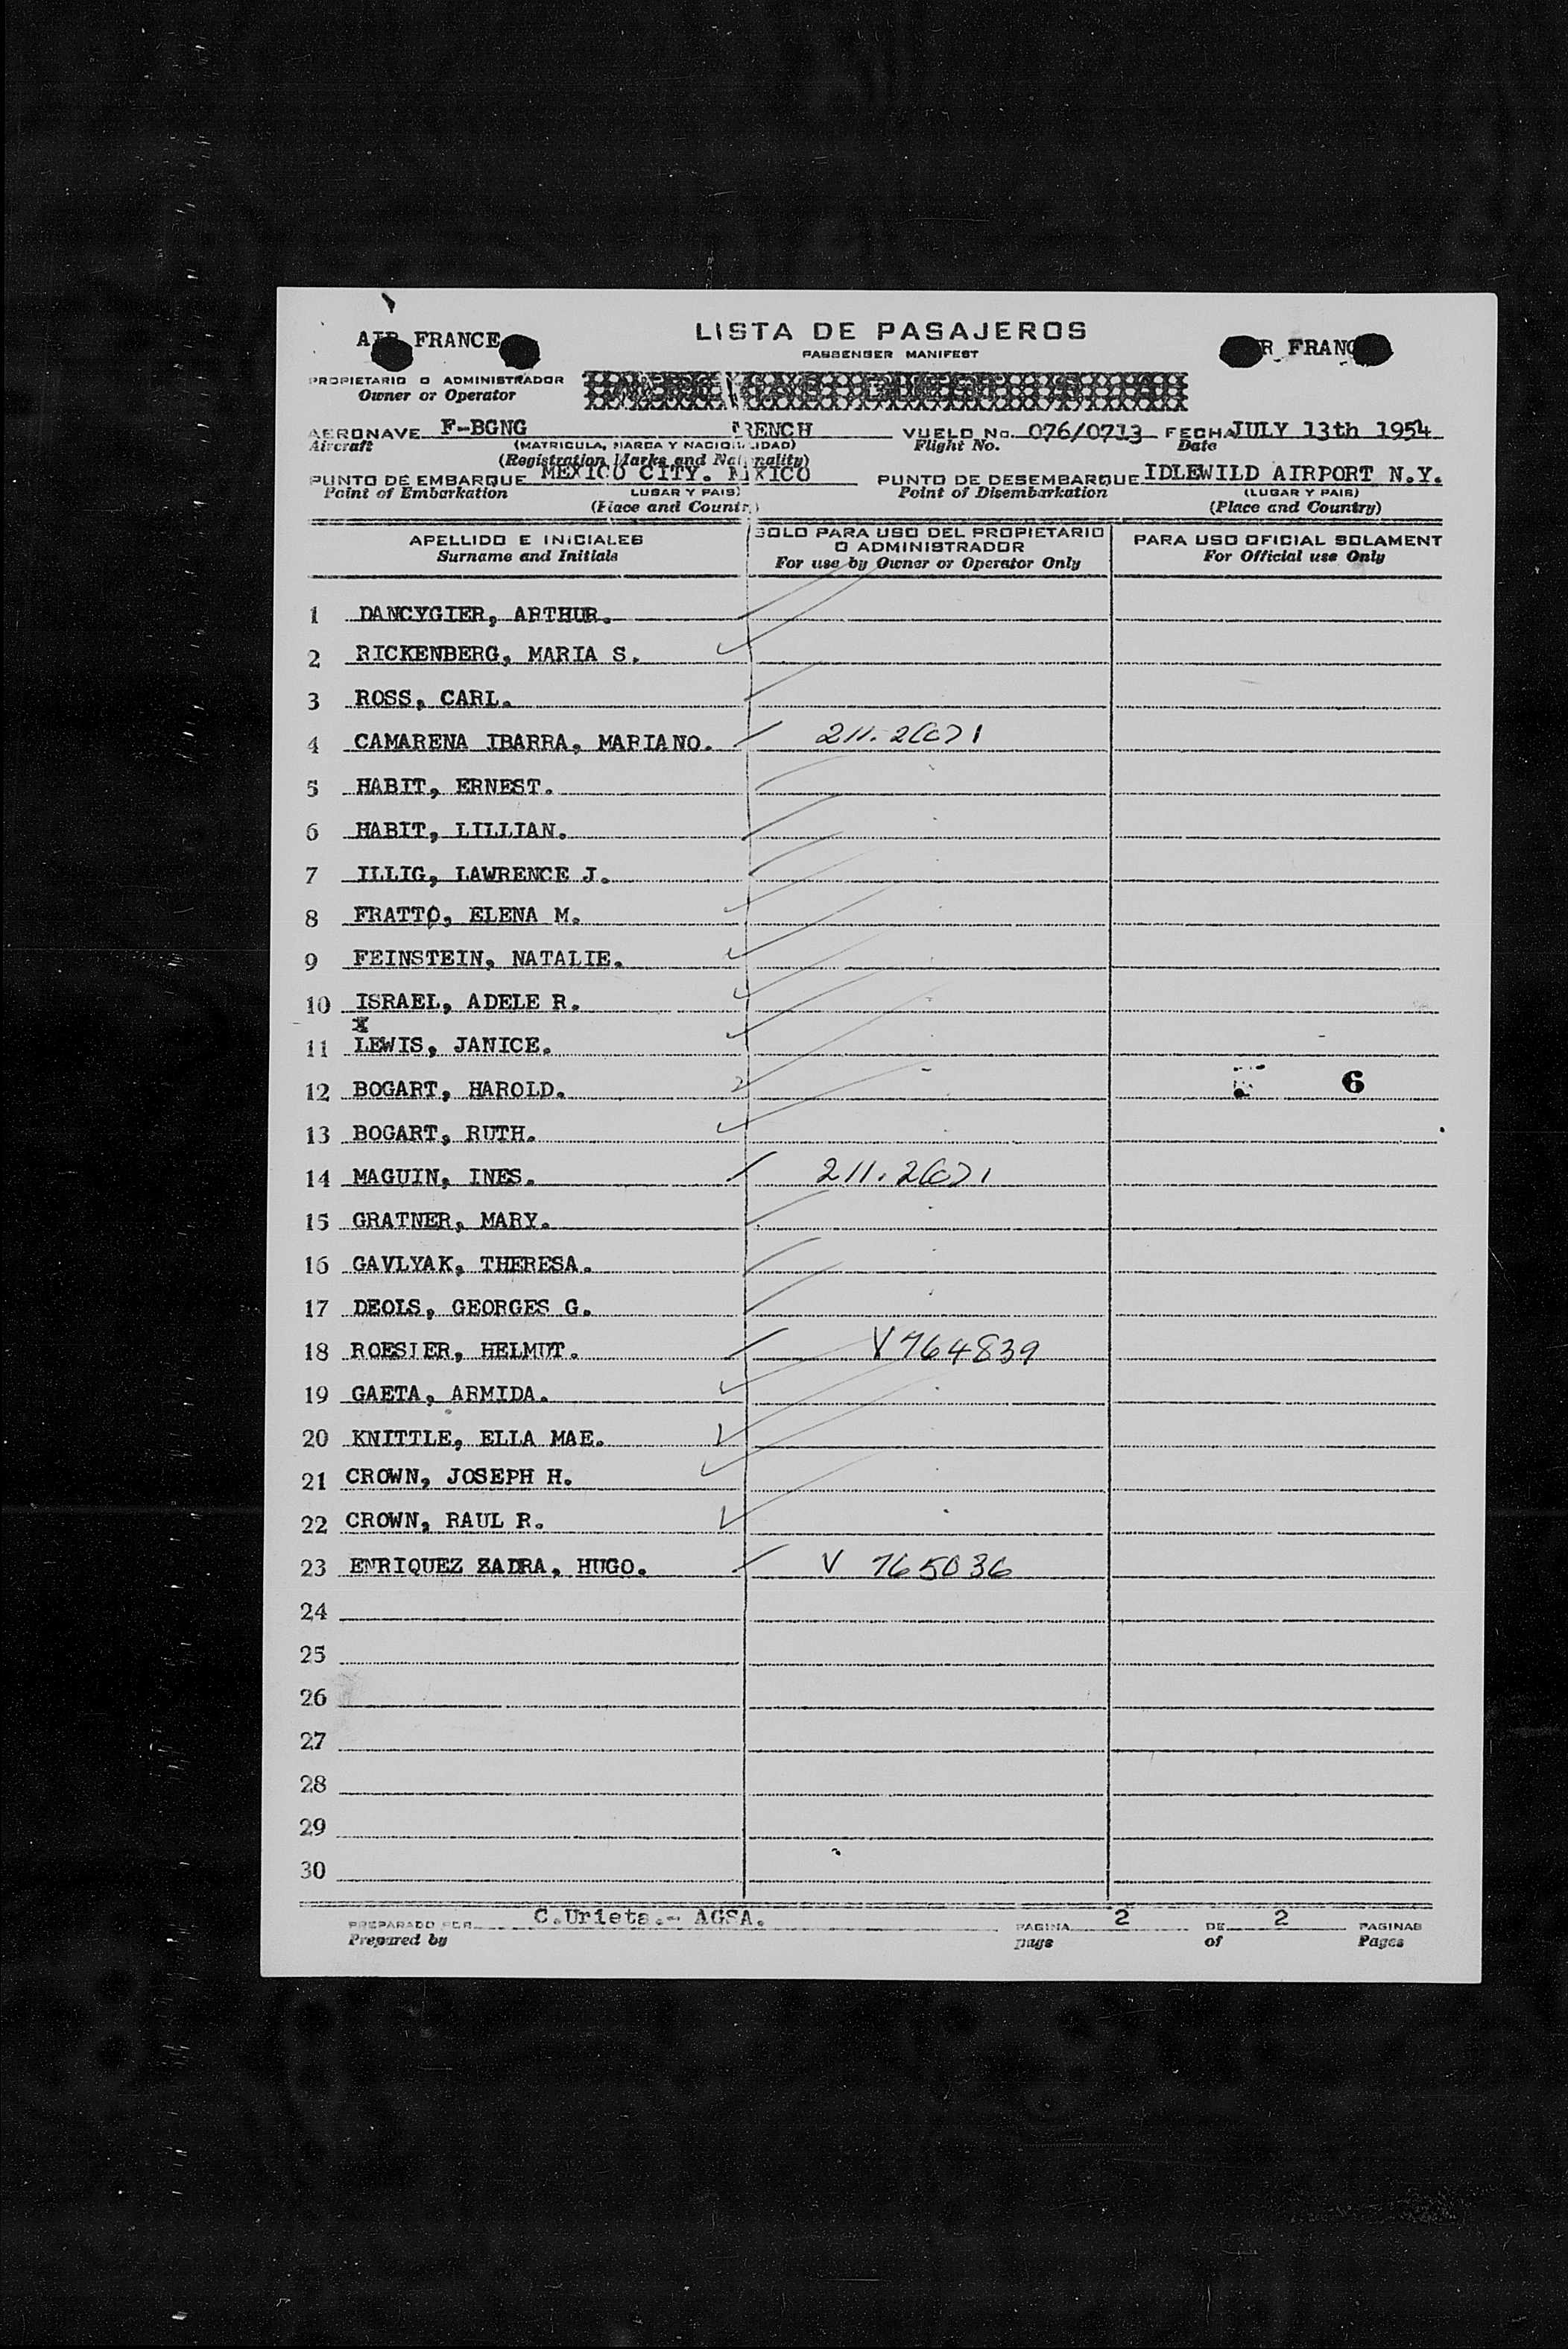 AIR FRANCE
LISTA DE PASAJEROS
PASSENGER MANIFEST
R FRANC
PROPIETARIO O ADMINISTRADOR
Owner or Operator
AERONAVE F-BGNG FRENCH VUELO No. 076/0713 FECHA JULY 13th 1954
Aircraft (MATRICULA, MARCA Y NACIONALIDAD) Flight No. Date
(Registration Marks and Nationality)
PUNTO DE EMBARQUE MEXICO CITY. MEXICO PUNTO DE DESEMBARQUE IDLEWILD AIRPORT N.Y.
Point of Embarkation LUGAR Y PAIS) Point of Disembarkation (LUGAR Y PAIS)
(Place and Country) (Place and Country)
APELLIDO E INICIALES SOLO PARA USO DEL PROPIETARIO O ADMINISTRADOR PARA USO OFICIAL SOLAMENT
Surname and Initials For use by Owner or Operator Only For Official use Only
1 DANCYGIER, ARTHUR.
2 RICKENBERG, MARIA S.
3 ROSS, CARL.
4 CAMARENA IBARRA, MARIANO. 211.2(c)1
5 HABIT, ERNEST.
6 HABIT, LILLIAN.
7 ILLIG, LAWRENCE J.
8 FRATTO, ELENA M.
9 FEINSTEIN, NATALIE.
10 ISRAEL, ADELE R.
11 LEWIS, JANICE.
12 BOGART, HAROLD. 6
13 BOGART, RUTH.
14 MAGUIN, INES. 211.2(c)1
15 GRATNER, MARY.
16 GAVLYAK, THERESA.
17 DEOIS, GEORGES G.
18 ROESIER, HELMUT. V764839
19 GAETA, ARMIDA.
20 KNITTLE, ELLA MAE.
21 CROWN, JOSEPH H.
22 CROWN, RAUL R.
23 ENRIQUEZ ZADRA, HUGO. V 765036
24
25
26
27
28
29
30
PREPARADO POR C.Urieta.- AGSA. PAGINA 2 DE 2 PAGINAS
Prepared by page of Pages